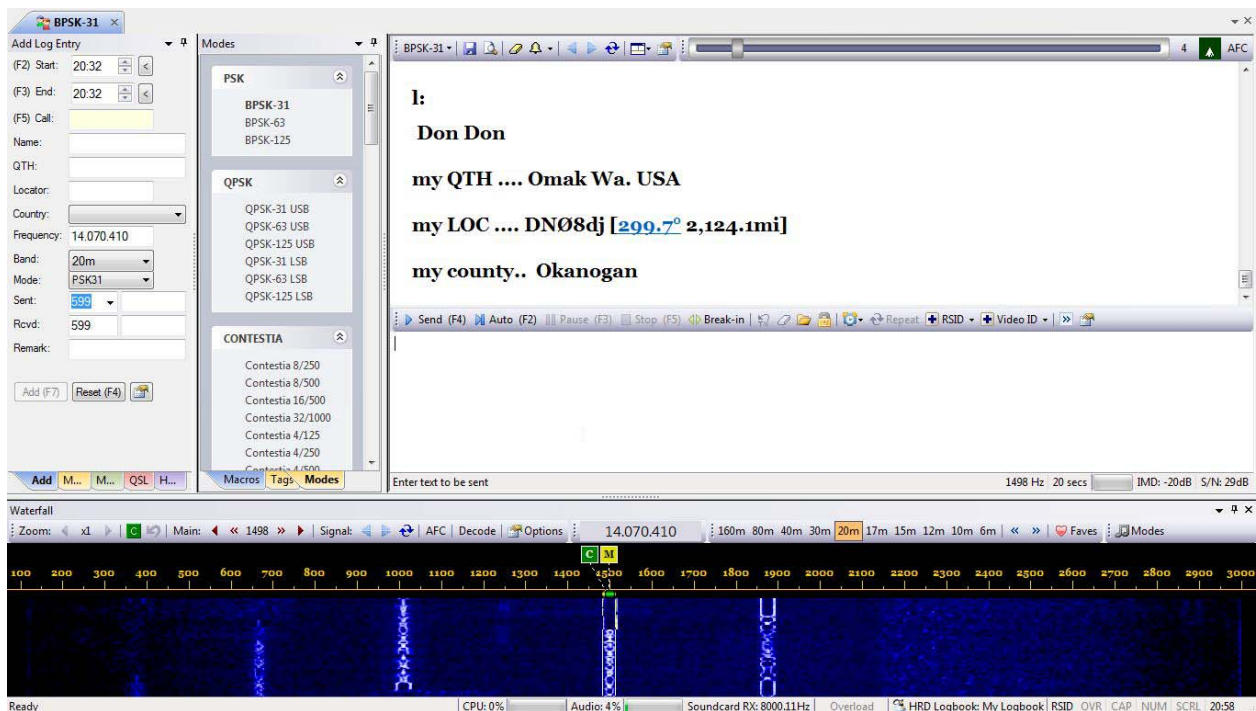 BPSK-31
Add Log Entry
(F2) Start: 20:32 <
(F3) End: 20:32 <
(F5) Call:
Name:
QTH:
Locator:
Country:
Frequency: 14.070.410
Band: 20m
Mode: PSK31
Sent: 599
Rcvd: 599
Remark:
Add (F7) Reset (F4)
Add M... M... QSL H...
Modes
PSK
BPSK-31
BPSK-63
BPSK-125
QPSK
QPSK-31 USB
QPSK-63 USB
QPSK-125 USB
QPSK-31 LSB
QPSK-63 LSB
QPSK-125 LSB
CONTESTIA
Contestia 8/250
Contestia 8/500
Contestia 16/500
Contestia 32/1000
Contestia 4/125
Contestia 4/250
Contestia 4/500
Macros Tags Modes
BPSK-31 4 AFC
l:
Don Don
my QTH .... Omak Wa. USA
my LOC .... DNØ8dj [299.7° 2,124.1mi]
my county.. Okanogan
Send (F4) Auto (F2) Pause (F3) Stop (F5) Break-in Repeat RSID Video ID »
Enter text to be sent 1498 Hz 20 secs IMD: -20dB S/N: 29dB
Waterfall
Zoom: x1 C Main: « 1498 » Signal: AFC Decode Options 14.070.410 160m 80m 40m 30m 20m 17m 15m 12m 10m 6m « » Faves Modes
C M
100 200 300 400 500 600 700 800 900 1000 1100 1200 1300 1400 1500 1600 1700 1800 1900 2000 2100 2200 2300 2400 2500 2600 2700 2800 2900 3000
Ready CPU: 0% Audio: 4% Soundcard RX: 8000.11Hz Overload HRD Logbook: My Logbook RSID OVR CAP NUM SCRL 20:58